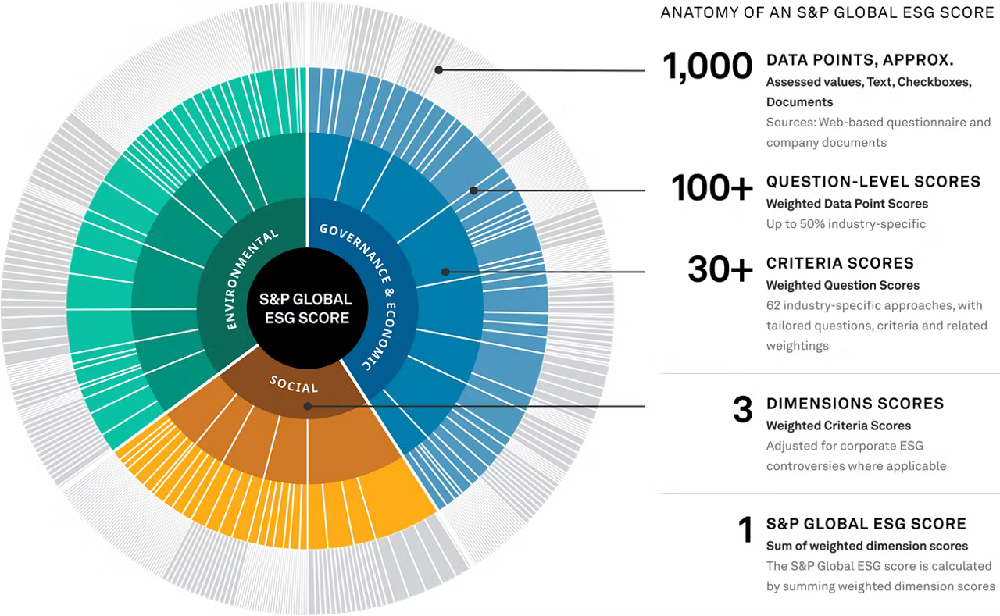 ANATOMY OF AN S&P GLOBAL ESG SCORE
1,000
DATA POINTS, APPROX.
Assessed values, Text, Checkboxes,
Documents
Sources: Web-based questionnaire and
company documents
100+
QUESTION-LEVEL SCORES
Weighted Data Point Scores
Up to 50% industry-specific
30+
CRITERIA SCORES
Weighted Question Scores
62 industry-specific approaches, with
tailored questions, criteria and related
weightings
3
DIMENSIONS SCORES
Weighted Criteria Scores
Adjusted for corporate ESG
controversies where applicable
1
S&P GLOBAL ESG SCORE
Sum of weighted dimension scores
The S&P Global ESG score is calculated
by summing weighted dimension scores
ENVIRONMENTAL
GOVERNANCE & ECONOMIC
SOCIAL
S&P GLOBAL
ESG SCORE